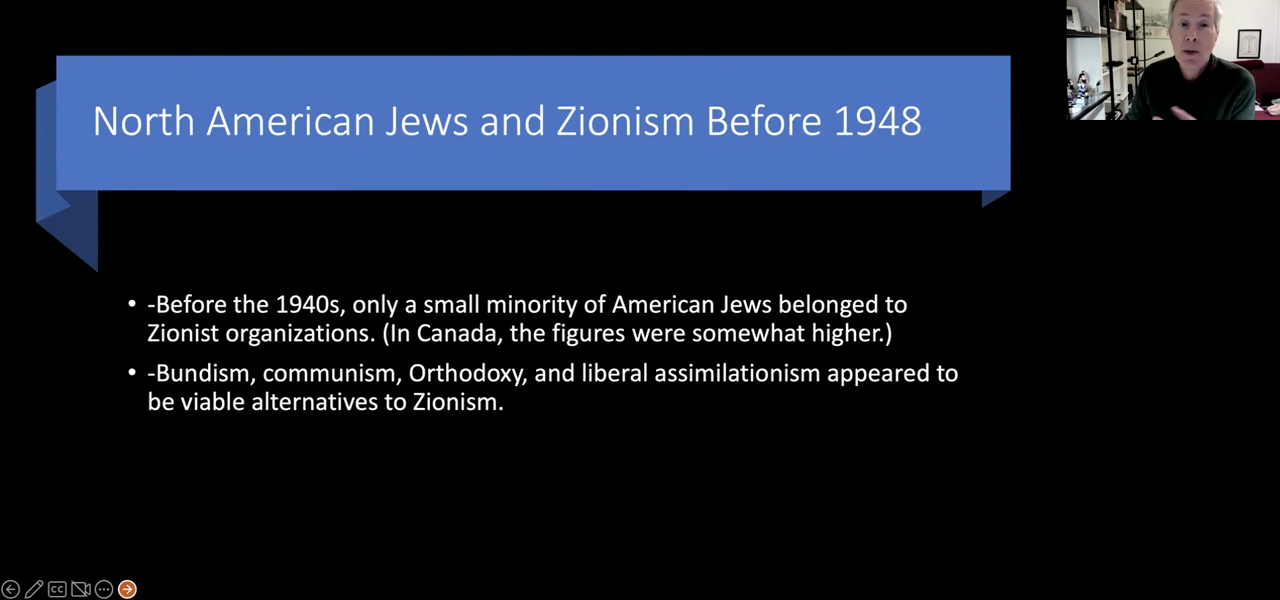 North American Jews and Zionism Before 1948
• -Before the 1940s, only a small minority of American Jews belonged to
Zionist organizations. (In Canada, the figures were somewhat higher.)
• -Bundism, communism, Orthodoxy, and liberal assimilationism appeared to
be viable alternatives to Zionism.
CC